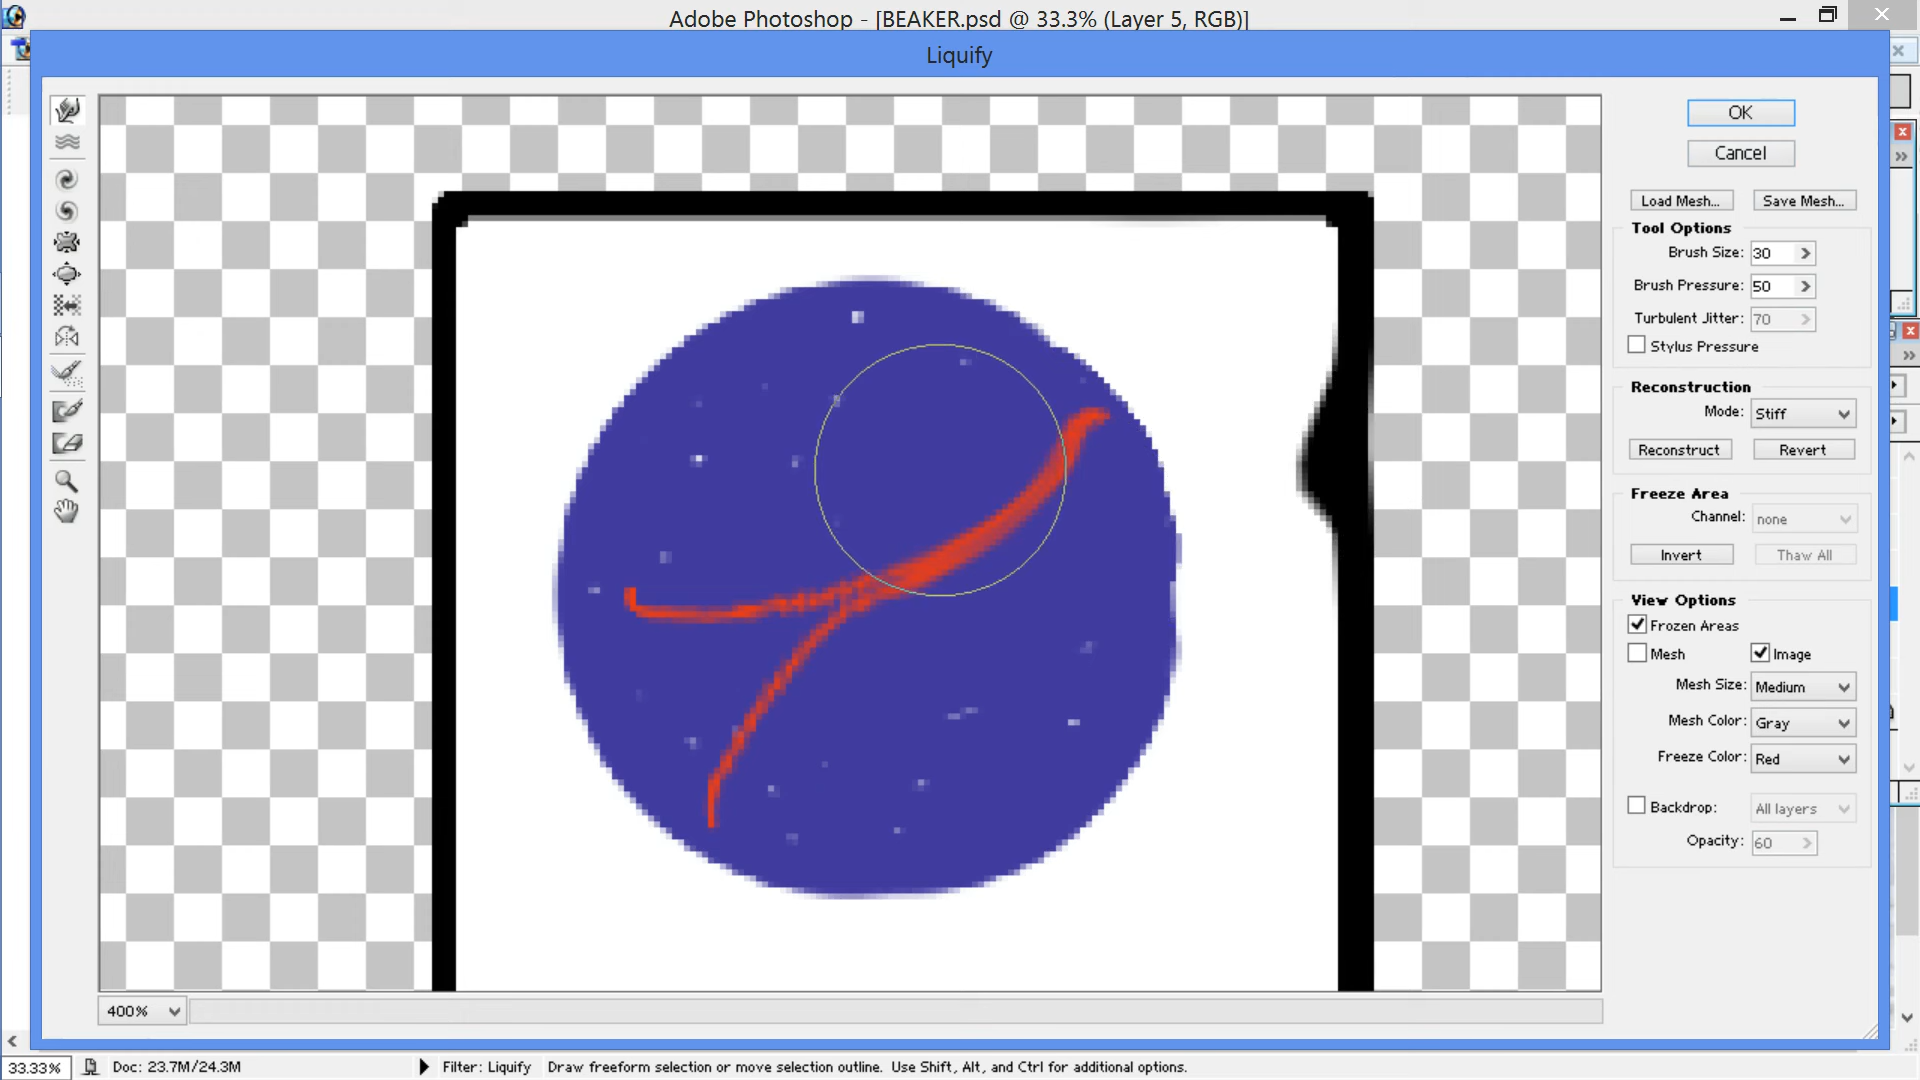 Adobe Photoshop - [BEAKER.psd @ 33.3% (Layer 5, RGB)]
Liquify
OK
Cancel
Load Mesh... Save Mesh...
Tool Options
Brush Size: 30
Brush Pressure: 50
Turbulent Jitter: 70
Stylus Pressure
Reconstruction
Mode: Stiff
Reconstruct Revert
Freeze Area
Channel: none
Invert Thaw All
View Options
Frozen Areas
Mesh Image
Mesh Size: Medium
Mesh Color: Gray
Freeze Color: Red
Backdrop: All layers
Opacity: 60
400%
33.33% Doc: 23.7M/24.3M Filter: Liquify Draw freeform selection or move selection outline. Use Shift, Alt, and Ctrl for additional options.